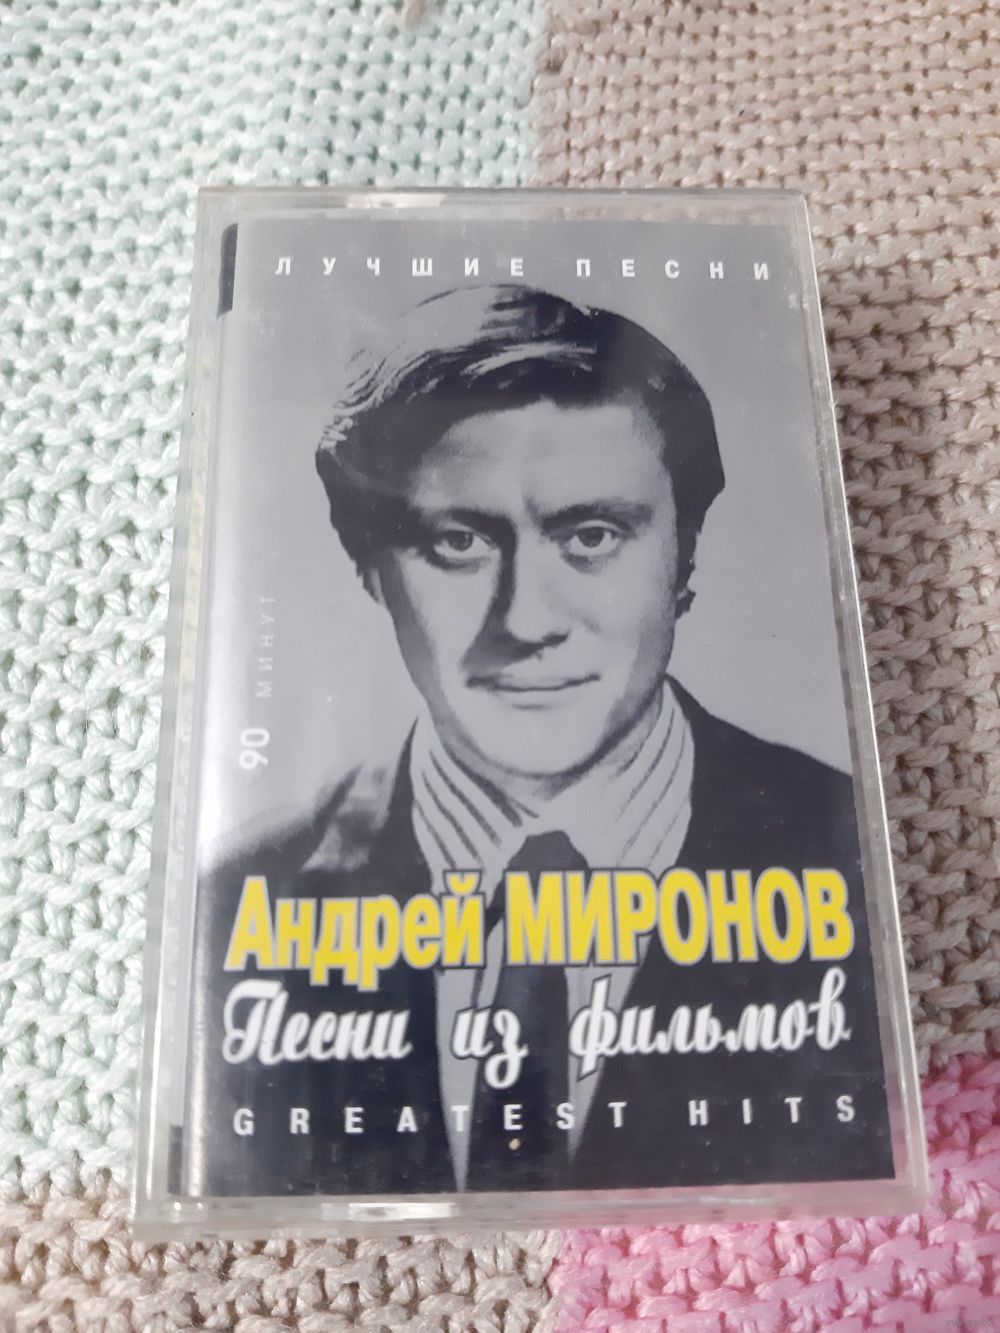 ЛУЧШИЕ ПЕСНИ
90 МИНУТ
Андрей МИРОНОВ
Песни из фильмов
GREATEST HITS